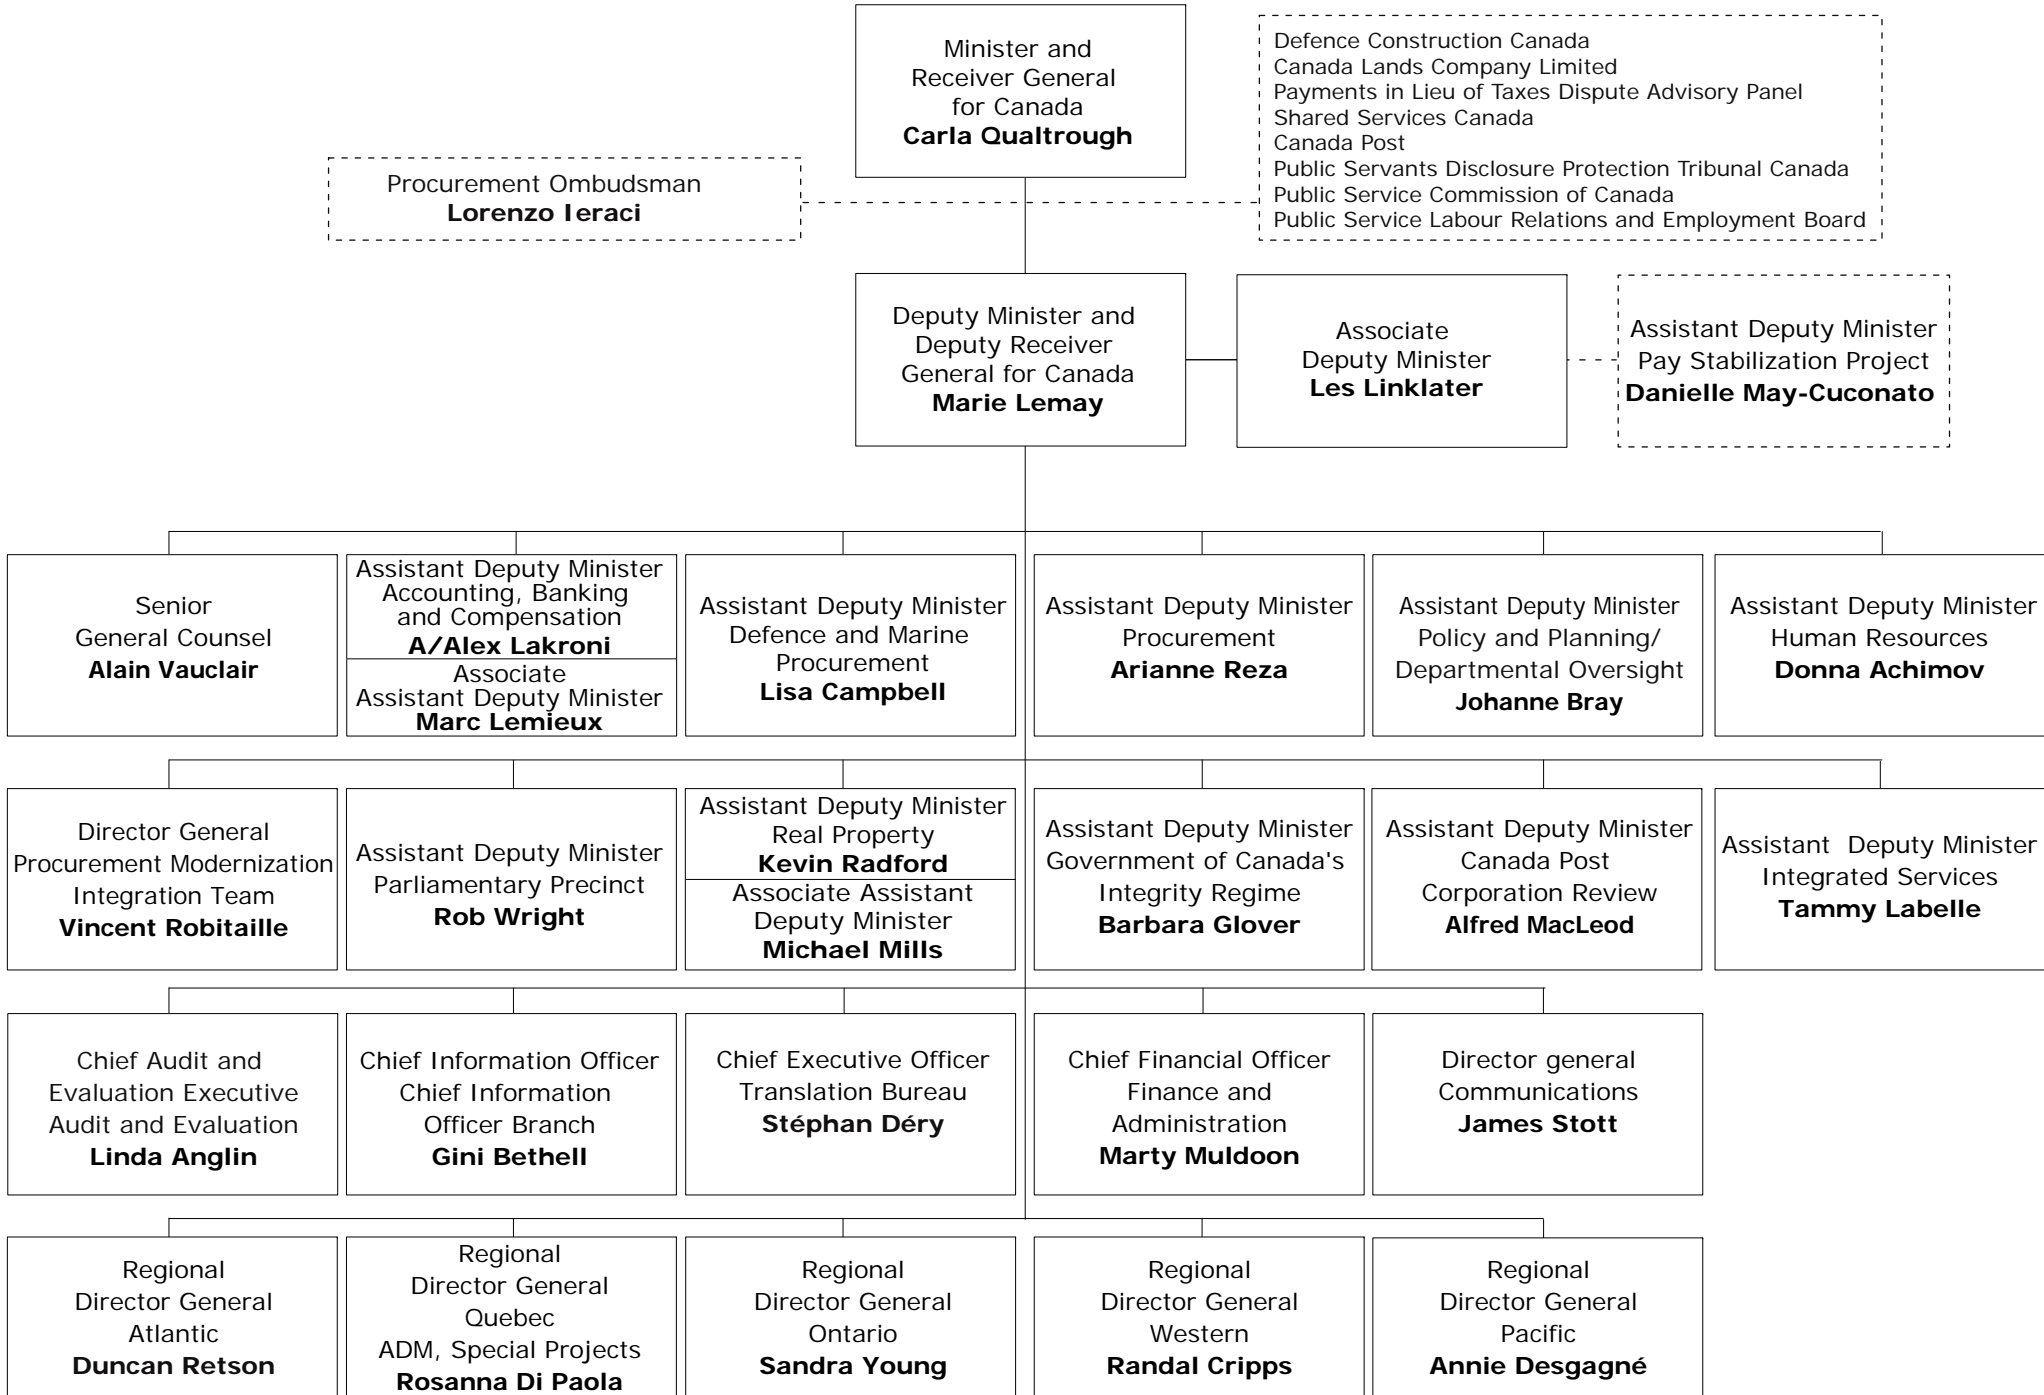 Minister and
Receiver General
for Canada
Carla Qualtrough
Defence Construction Canada
Canada Lands Company Limited
Payments in Lieu of Taxes Dispute Advisory Panel
Shared Services Canada
Canada Post
Public Servants Disclosure Protection Tribunal Canada
Public Service Commission of Canada
Public Service Labour Relations and Employment Board
Procurement Ombudsman
Lorenzo Ieraci
Deputy Minister and
Deputy Receiver
General for Canada
Marie Lemay
Associate
Deputy Minister
Les Linklater
Assistant Deputy Minister
Pay Stabilization Project
Danielle May-Cuconato
Senior
General Counsel
Alain Vauclair
Assistant Deputy Minister
Accounting, Banking
and Compensation
A/Alex Lakroni
Associate
Assistant Deputy Minister
Marc Lemieux
Assistant Deputy Minister
Defence and Marine
Procurement
Lisa Campbell
Assistant Deputy Minister
Procurement
Arianne Reza
Assistant Deputy Minister
Policy and Planning/
Departmental Oversight
Johanne Bray
Assistant Deputy Minister
Human Resources
Donna Achimov
Director General
Procurement Modernization
Integration Team
Vincent Robitaille
Assistant Deputy Minister
Parliamentary Precinct
Rob Wright
Assistant Deputy Minister
Real Property
Kevin Radford
Associate Assistant
Deputy Minister
Michael Mills
Assistant Deputy Minister
Government of Canada's
Integrity Regime
Barbara Glover
Assistant Deputy Minister
Canada Post
Corporation Review
Alfred MacLeod
Assistant Deputy Minister
Integrated Services
Tammy Labelle
Chief Audit and
Evaluation Executive
Audit and Evaluation
Linda Anglin
Chief Information Officer
Chief Information
Officer Branch
Gini Bethell
Chief Executive Officer
Translation Bureau
Stéphan Déry
Chief Financial Officer
Finance and
Administration
Marty Muldoon
Director general
Communications
James Stott
Regional
Director General
Atlantic
Duncan Retson
Regional
Director General
Quebec
ADM, Special Projects
Rosanna Di Paola
Regional
Director General
Ontario
Sandra Young
Regional
Director General
Western
Randal Cripps
Regional
Director General
Pacific
Annie Desgagné